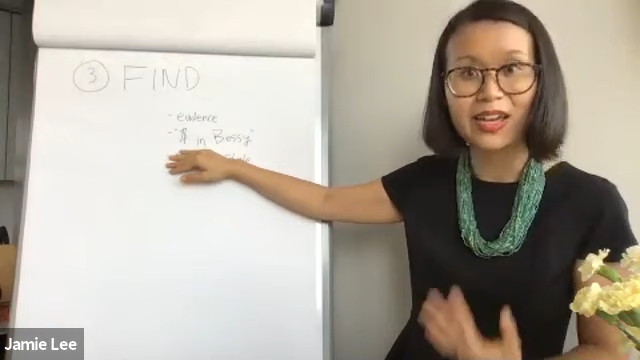 ③ FIND
- evidence
- "$ in Bossy"
Jamie Lee